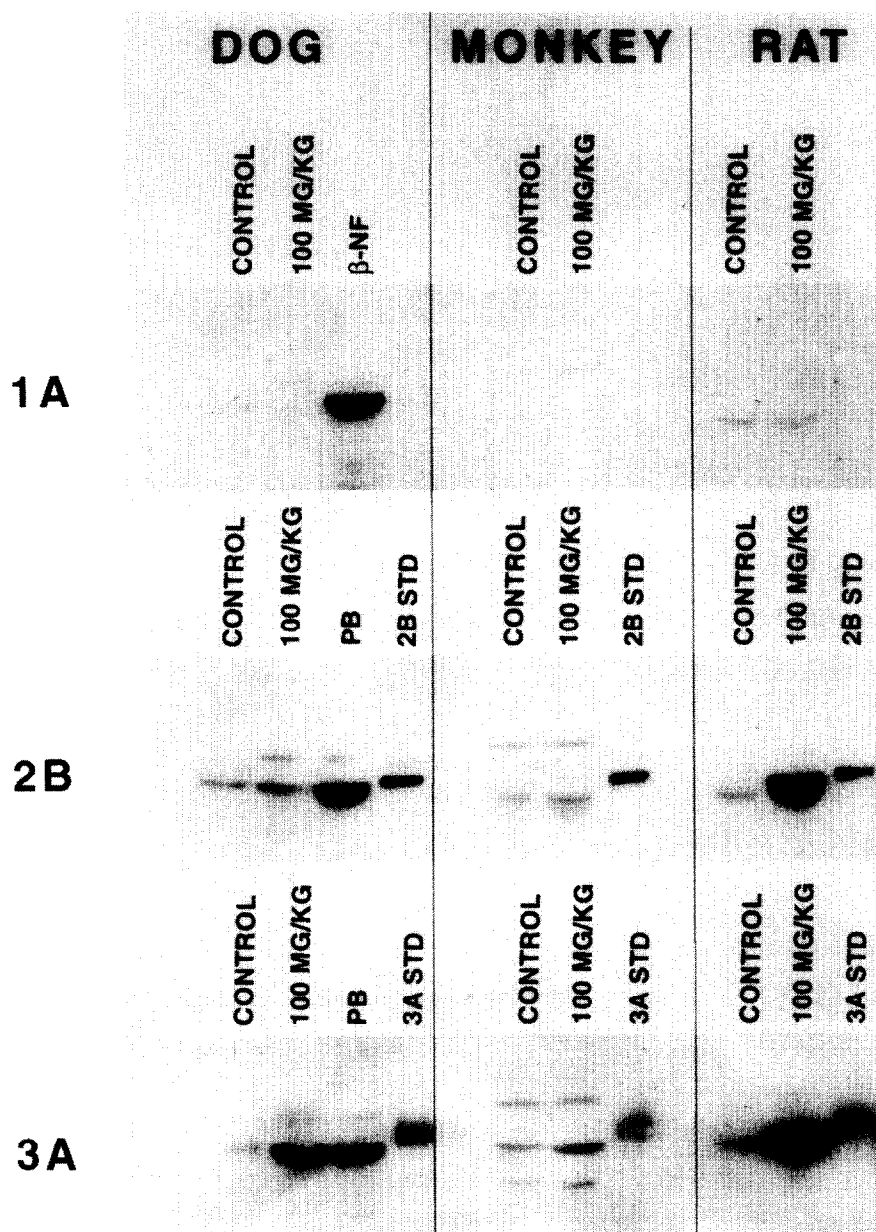 DOG MONKEY RAT
CONTROL 100 MG/KG β-NF CONTROL 100 MG/KG CONTROL 100 MG/KG
1A
CONTROL 100 MG/KG PB 2B STD CONTROL 100 MG/KG 2B STD CONTROL 100 MG/KG 2B STD
2B
CONTROL 100 MG/KG PB 3A STD CONTROL 100 MG/KG 3A STD CONTROL 100 MG/KG 3A STD
3A